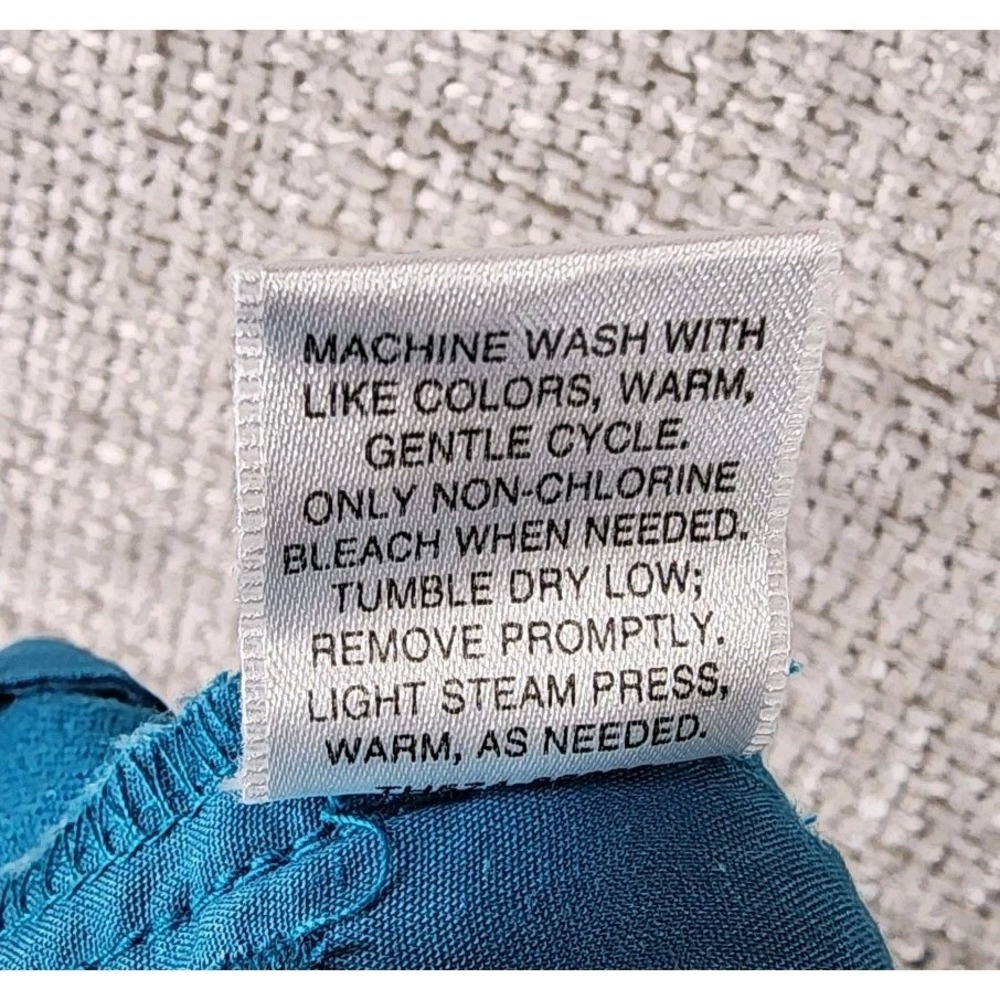 MACHINE WASH WITH
LIKE COLORS, WARM,
GENTLE CYCLE.
ONLY NON-CHLORINE
BLEACH WHEN NEEDED.
TUMBLE DRY LOW;
REMOVE PROMPTLY.
LIGHT STEAM PRESS,
WARM, AS NEEDED.